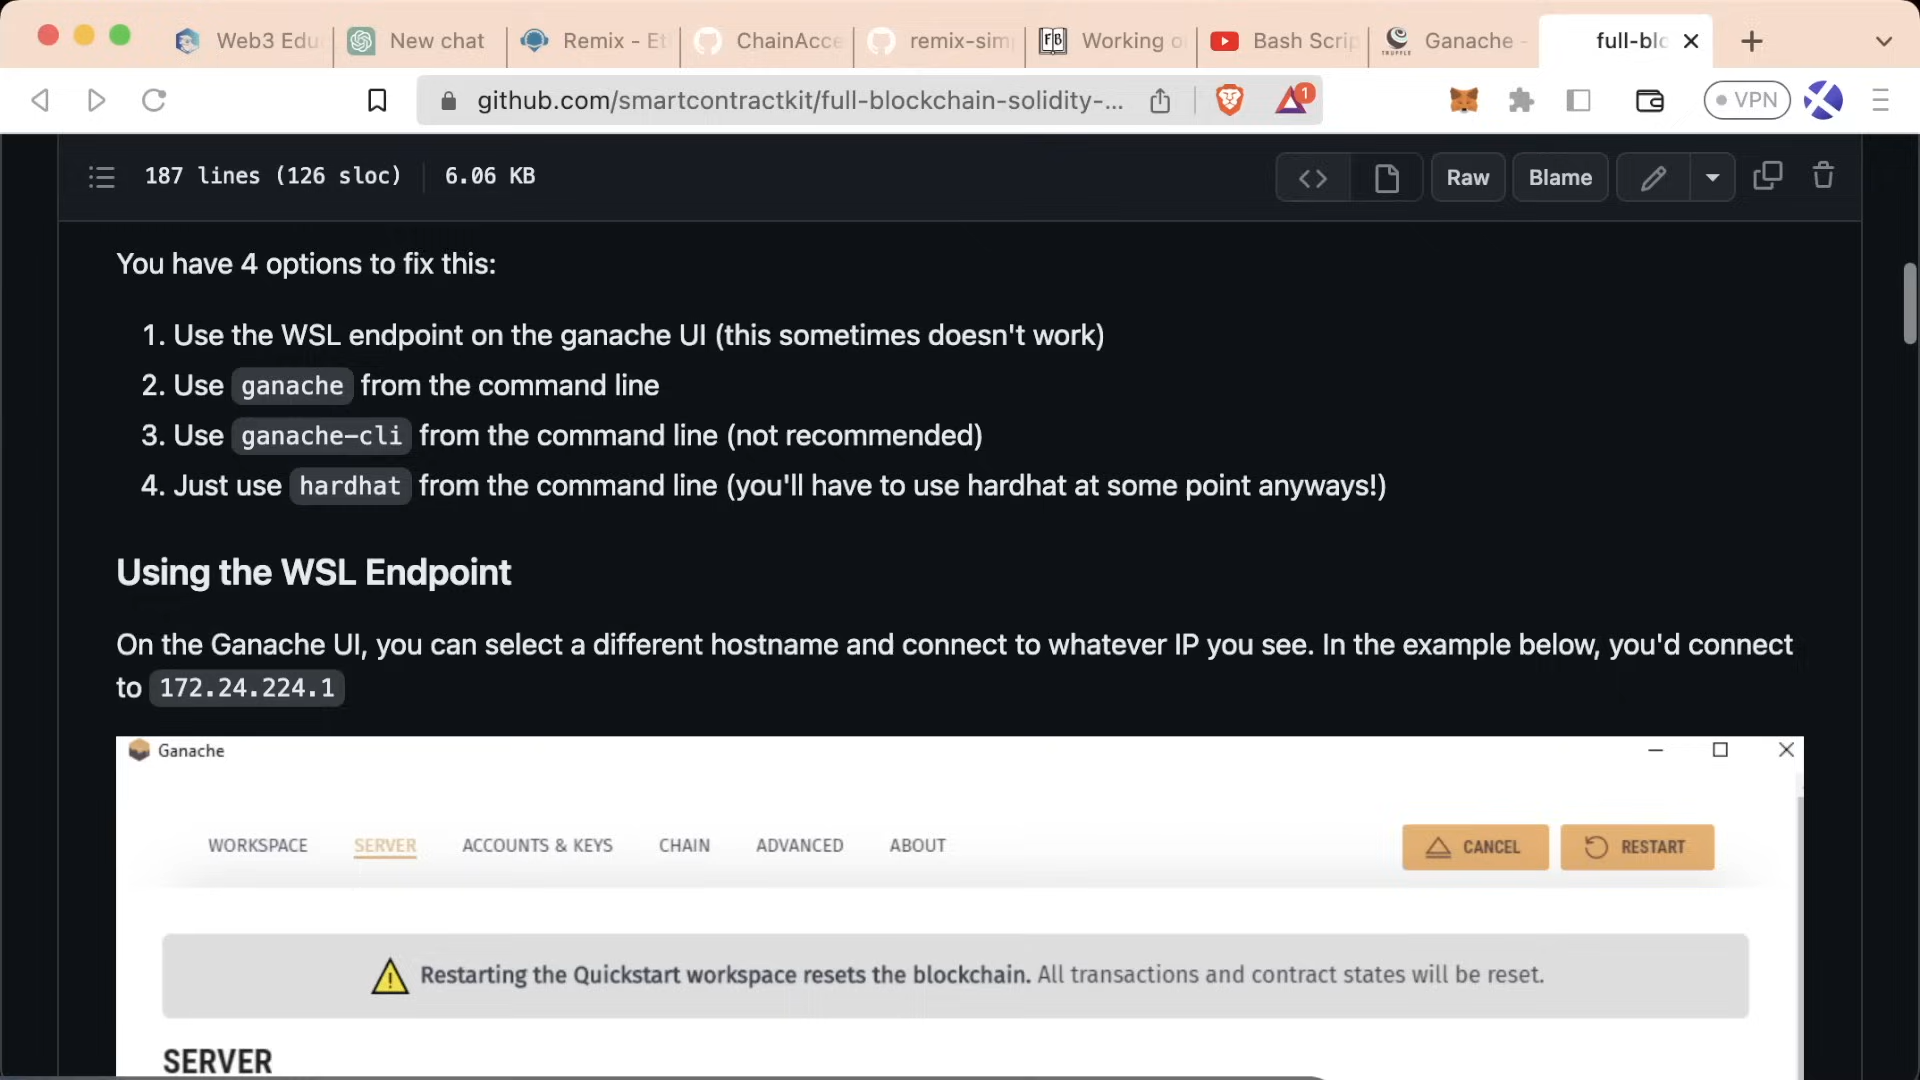 Web3 Edu
New chat
Remix - Et
ChainAcce
remix-sim
Working o
Bash Scrip
Ganache -
full-blo
github.com/smartcontractkit/full-blockchain-solidity-...
1
VPN
187 lines (126 sloc)
6.06 KB
Raw
Blame
You have 4 options to fix this:
1. Use the WSL endpoint on the ganache UI (this sometimes doesn't work)
2. Use ganache from the command line
3. Use ganache-cli from the command line (not recommended)
4. Just use hardhat from the command line (you'll have to use hardhat at some point anyways!)
Using the WSL Endpoint
On the Ganache UI, you can select a different hostname and connect to whatever IP you see. In the example below, you'd connect
to 172.24.224.1
Ganache
WORKSPACE
SERVER
ACCOUNTS & KEYS
CHAIN
ADVANCED
ABOUT
CANCEL
RESTART
Restarting the Quickstart workspace resets the blockchain. All transactions and contract states will be reset.
SERVER